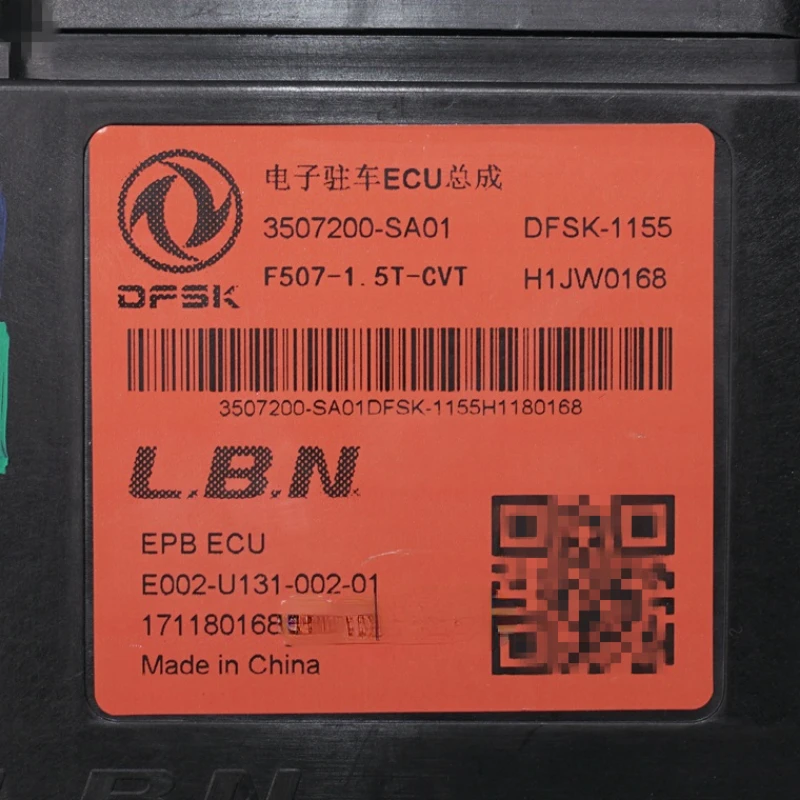 电子驻车ECU总成
3507200-SA01 DFSK-1155
F507-1.5T-CVT H1JW0168
DFSK
3507200-SA01DFSK-1155H1180168
L.B.N.
EPB ECU
E002-U131-002-01
171180168
Made in China
L.B.N